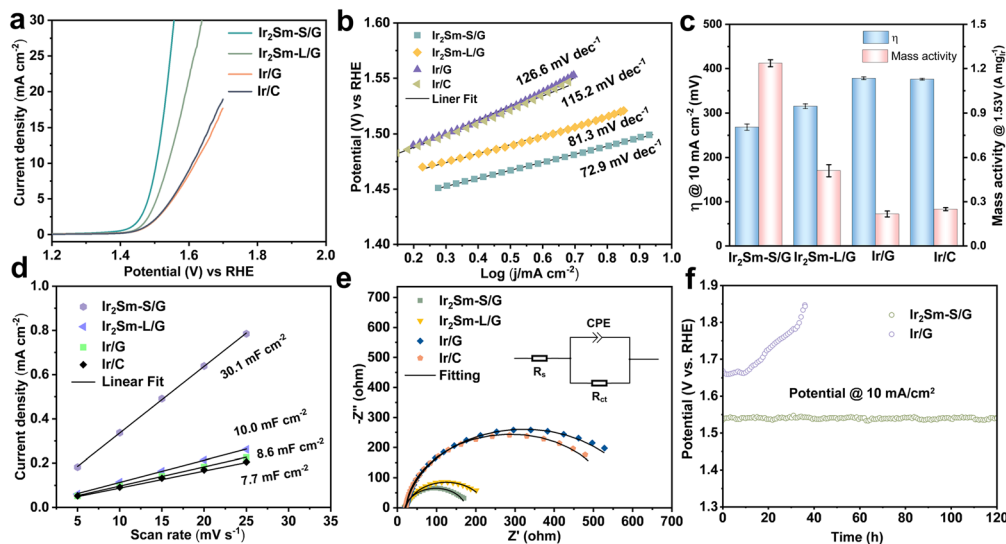 a
Current density (mA cm⁻²)
30
25
20
15
10
5
0
Ir₂Sm-S/G
Ir₂Sm-L/G
Ir/G
Ir/C
1.2
1.4
1.6
1.8
2.0
Potential (V) vs RHE
b
Potential (V) vs RHE
1.60
1.55
1.50
1.45
1.40
Ir₂Sm-S/G
Ir₂Sm-L/G
Ir/G
Ir/C
Liner Fit
126.6 mV dec⁻¹
115.2 mV dec⁻¹
81.3 mV dec⁻¹
72.9 mV dec⁻¹
0.2
0.4
0.6
0.8
1.0
Log (j/mA cm⁻²)
c
η @ 10 mA cm⁻² (mV)
500
400
300
200
100
0
η
Mass activity
1.5
1.2
0.9
0.6
0.3
0.0
Mass activity @ 1.53V (A mg⁻¹Ir)
Ir₂Sm-S/G
Ir₂Sm-L/G
Ir/G
Ir/C
d
Current density (mA cm⁻²)
1.0
0.8
0.6
0.4
0.2
0.0
Ir₂Sm-S/G
Ir₂Sm-L/G
Ir/G
Ir/C
Linear Fit
30.1 mF cm⁻²
10.0 mF cm⁻²
8.6 mF cm⁻²
7.7 mF cm⁻²
5
10
15
20
25
30
35
Scan rate (mV s⁻¹)
e
-Z'' (ohm)
700
600
500
400
300
200
100
0
Ir₂Sm-S/G
Ir₂Sm-L/G
Ir/G
Ir/C
Fitting
CPE
Rs
Rct
0
100
200
300
400
500
600
700
Z' (ohm)
f
Potential (V vs. RHE)
1.9
1.8
1.7
1.6
1.5
1.4
1.3
Ir₂Sm-S/G
Ir/G
Potential @ 10 mA/cm²
0
20
40
60
80
100
120
Time (h)